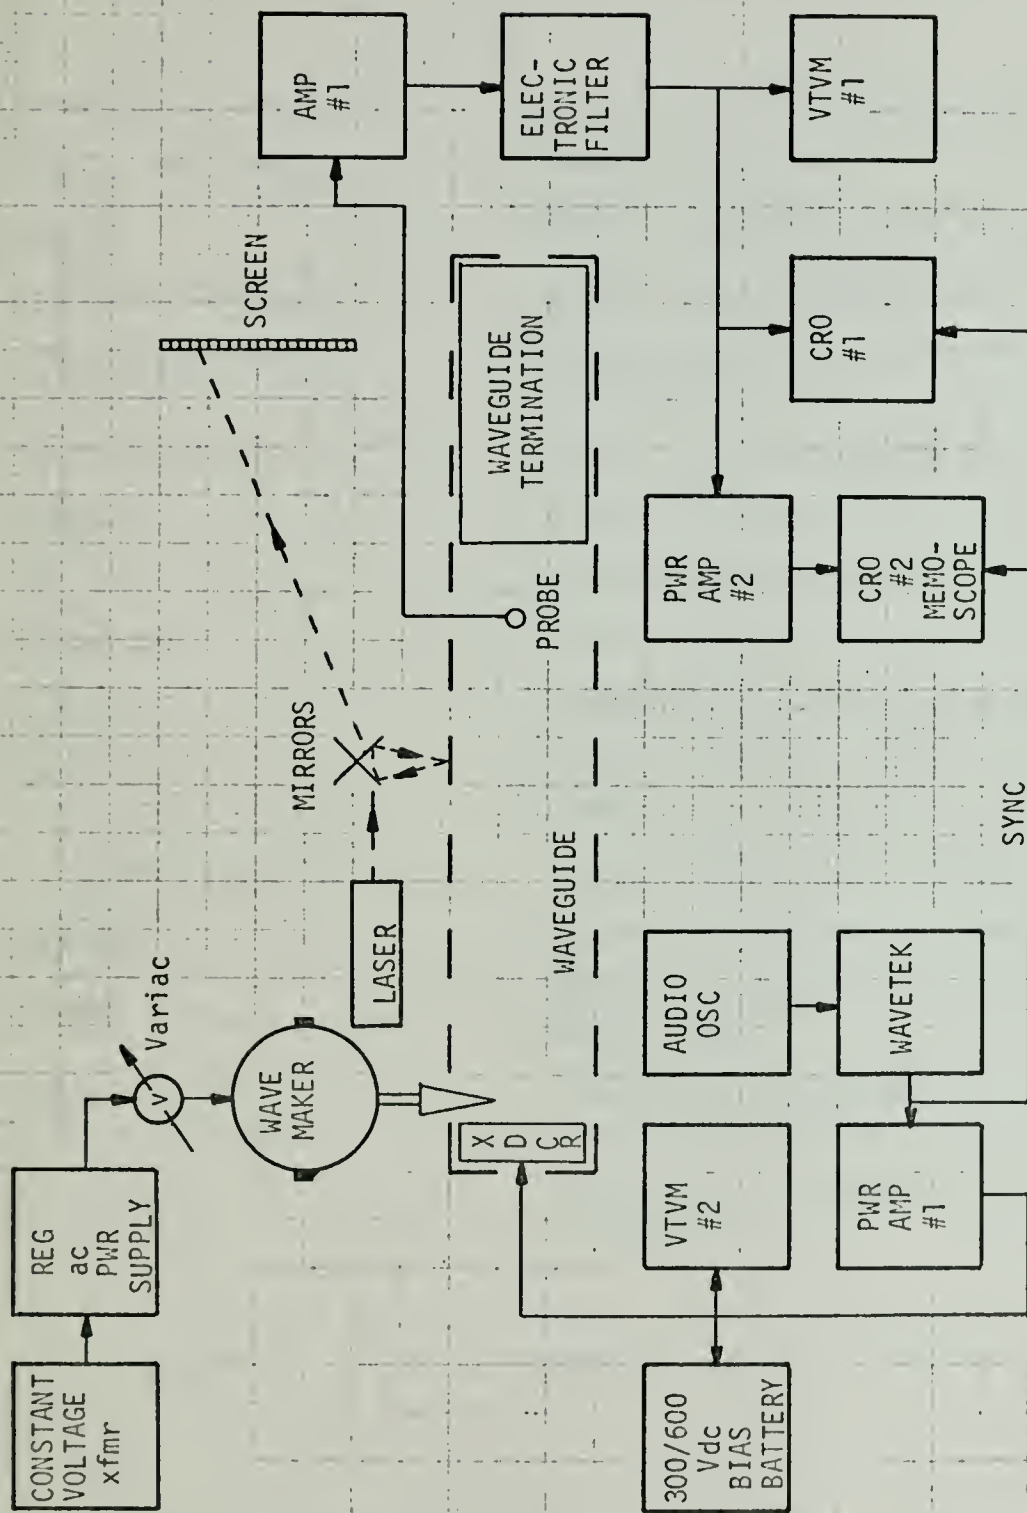 CONSTANT
VOLTAGE
xfmr
REG
ac
PWR
SUPPLY
V
Variac
WAVE
MAKER
LASER
MIRRORS
SCREEN
AMP
#1
X
D
C
R
WAVEGUIDE
PROBE
WAVEGUIDE
TERMINATION
ELEC-
TRONIC
FILTER
300/600
Vdc
BIAS
BATTERY
VTVM
#2
AUDIO
OSC
PWR
AMP
#2
CRO
#1
VTVM
#1
PWR
AMP
#1
WAVETEK
CRO
#2
MEMO-
SCOPE
SYNC